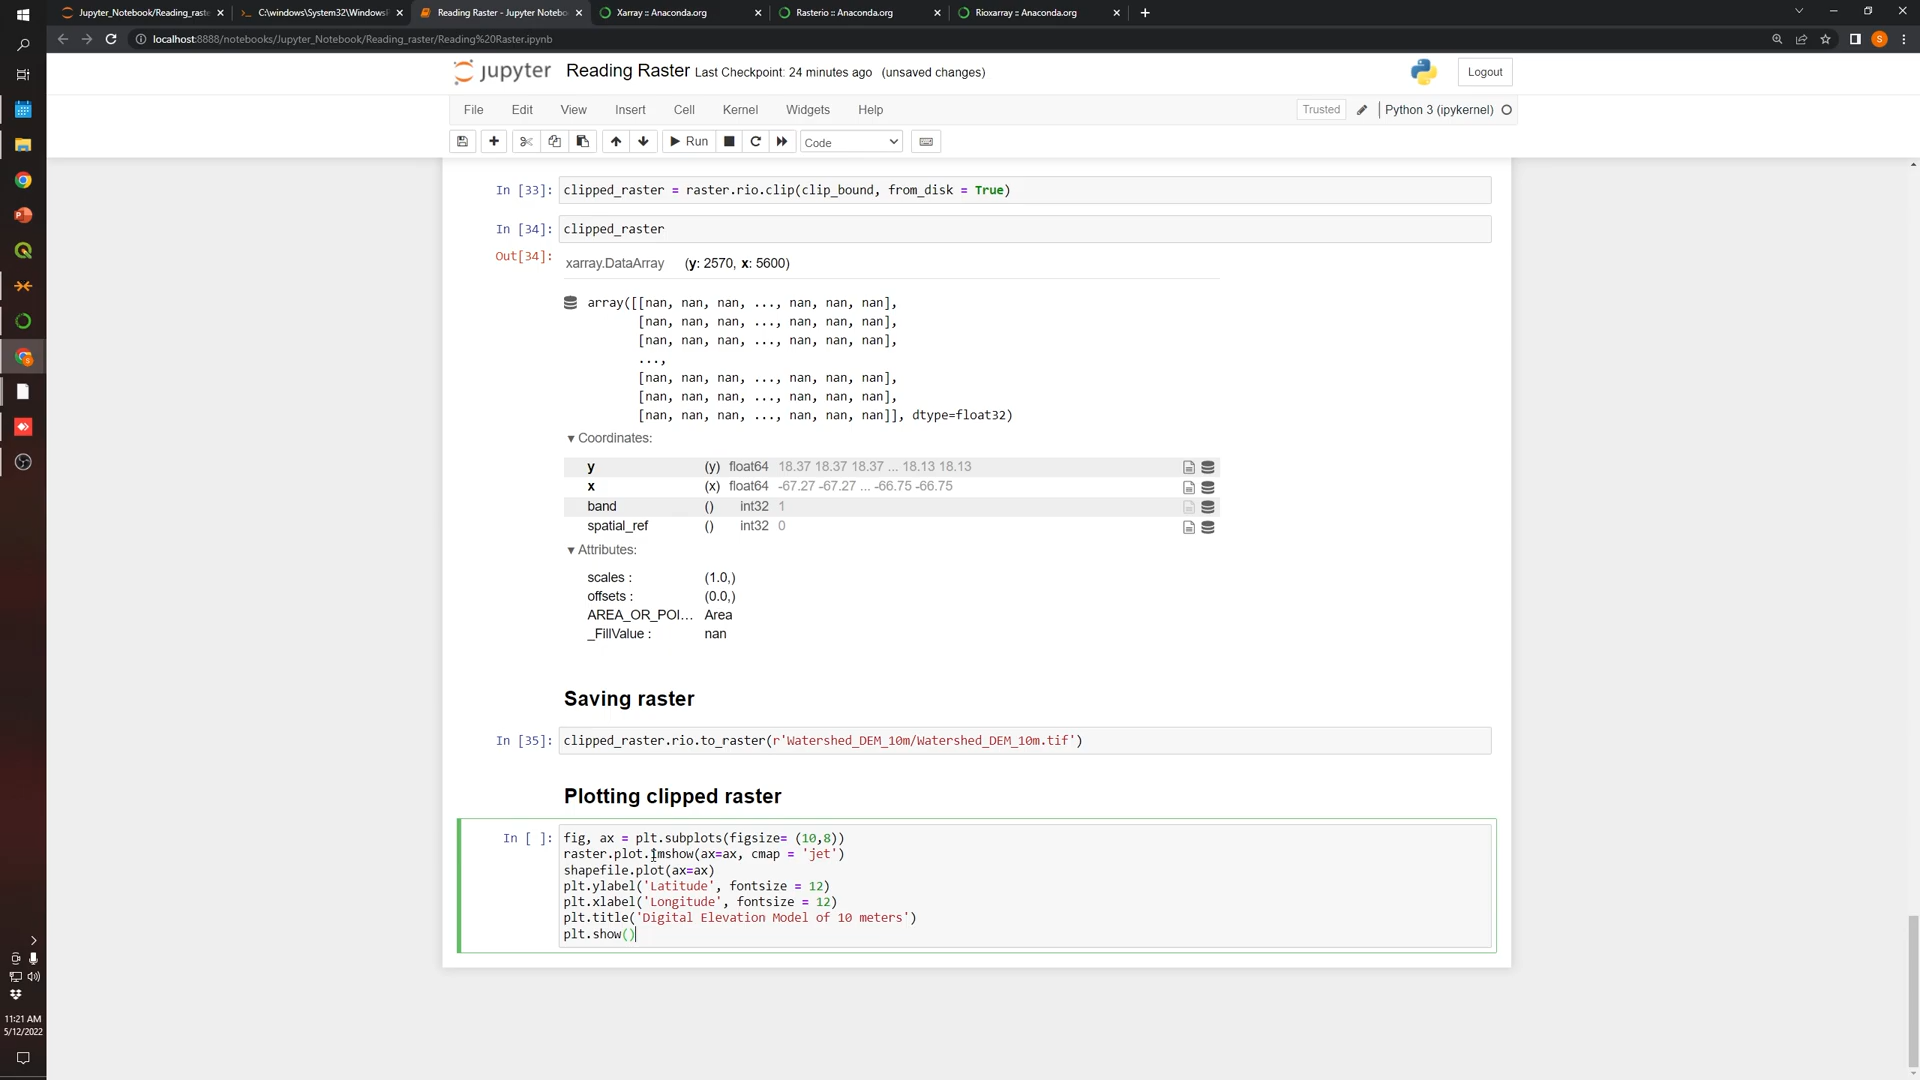 Jupyter_Notebook/Reading_raste
C:\windows\System32\Windows
Reading Raster - Jupyter Notebo
Xarray :: Anaconda.org
Rasterio :: Anaconda.org
Rioxarray :: Anaconda.org
localhost:8888/notebooks/Jupyter_Notebook/Reading_raster/Reading%20Raster.ipynb
jupyter Reading Raster Last Checkpoint: 24 minutes ago (unsaved changes)
Logout
File Edit View Insert Cell Kernel Widgets Help
Trusted
Python 3 (ipykernel)
Run
Code
In [33]: clipped_raster = raster.rio.clip(clip_bound, from_disk = True)
In [34]: clipped_raster
Out[34]: xarray.DataArray (y: 2570, x: 5600)
array([[nan, nan, nan, ..., nan, nan, nan],
[nan, nan, nan, ..., nan, nan, nan],
[nan, nan, nan, ..., nan, nan, nan],
...,
[nan, nan, nan, ..., nan, nan, nan],
[nan, nan, nan, ..., nan, nan, nan],
[nan, nan, nan, ..., nan, nan, nan]], dtype=float32)
▼ Coordinates:
y (y) float64 18.37 18.37 18.37 ... 18.13 18.13
x (x) float64 -67.27 -67.27 ... -66.75 -66.75
band () int32 1
spatial_ref () int32 0
▼ Attributes:
scales : (1.0,)
offsets : (0.0,)
AREA_OR_POI... Area
_FillValue : nan
Saving raster
In [35]: clipped_raster.rio.to_raster(r'Watershed_DEM_10m/Watershed_DEM_10m.tif')
Plotting clipped raster
In [ ]: fig, ax = plt.subplots(figsize= (10,8))
raster.plot.imshow(ax=ax, cmap = 'jet')
shapefile.plot(ax=ax)
plt.ylabel('Latitude', fontsize = 12)
plt.xlabel('Longitude', fontsize = 12)
plt.title('Digital Elevation Model of 10 meters')
plt.show()
11:21 AM
5/12/2022